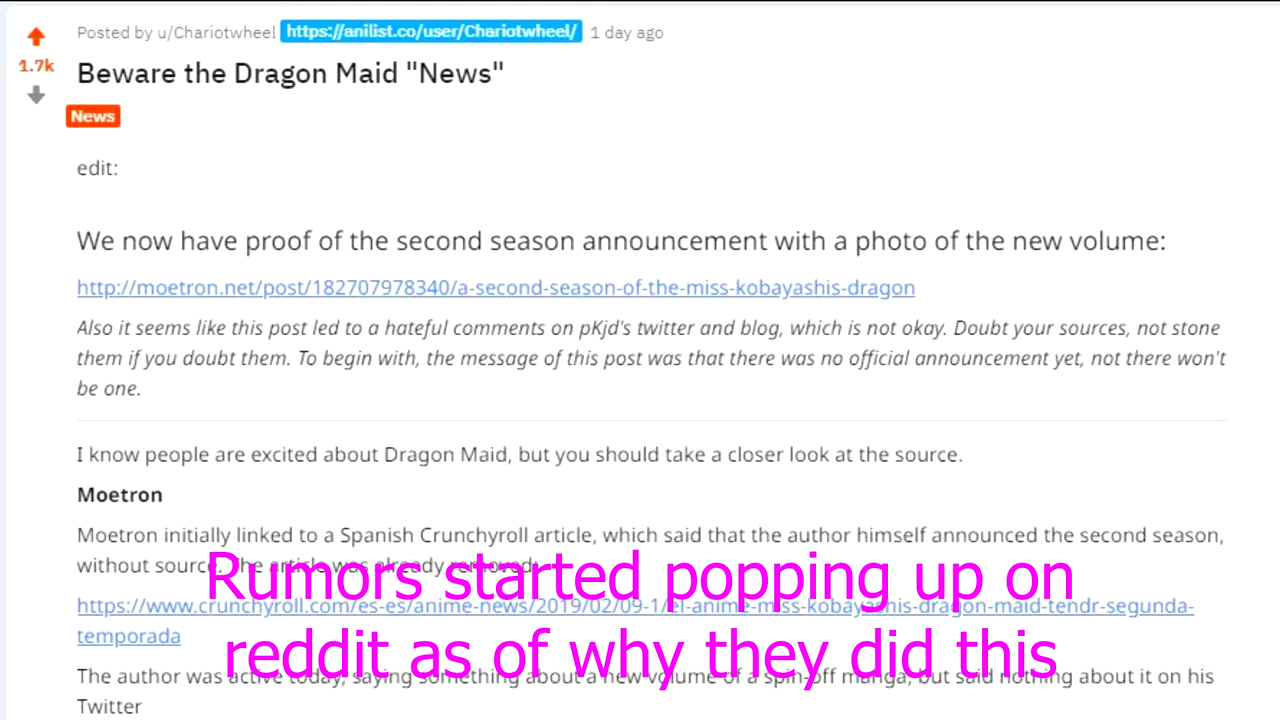 Posted by u/Chariotwheel https://anilist.co/user/Chariotwheel/ 1 day ago
1.7k
Beware the Dragon Maid "News"
News
edit:
We now have proof of the second season announcement with a photo of the new volume:
http://moetron.net/post/182707978340/a-second-season-of-the-miss-kobayashis-dragon
Also it seems like this post led to a hateful comments on pKjd's twitter and blog, which is not okay. Doubt your sources, not stone
them if you doubt them. To begin with, the message of this post was that there was no official announcement yet, not there won't
be one.
I know people are excited about Dragon Maid, but you should take a closer look at the source.
Moetron
Moetron initially linked to a Spanish Crunchyroll article, which said that the author himself announced the second season,
without source. The article was already removed:
https://www.crunchyroll.com/es-es/anime-news/2019/02/09-1/el-anime-miss-kobayashis-dragon-maid-tendr-segunda-
temporada
The author was active today, saying something about a new volume of a spin-off manga, but said nothing about it on his
Twitter
Rumors started popping up on
reddit as of why they did this